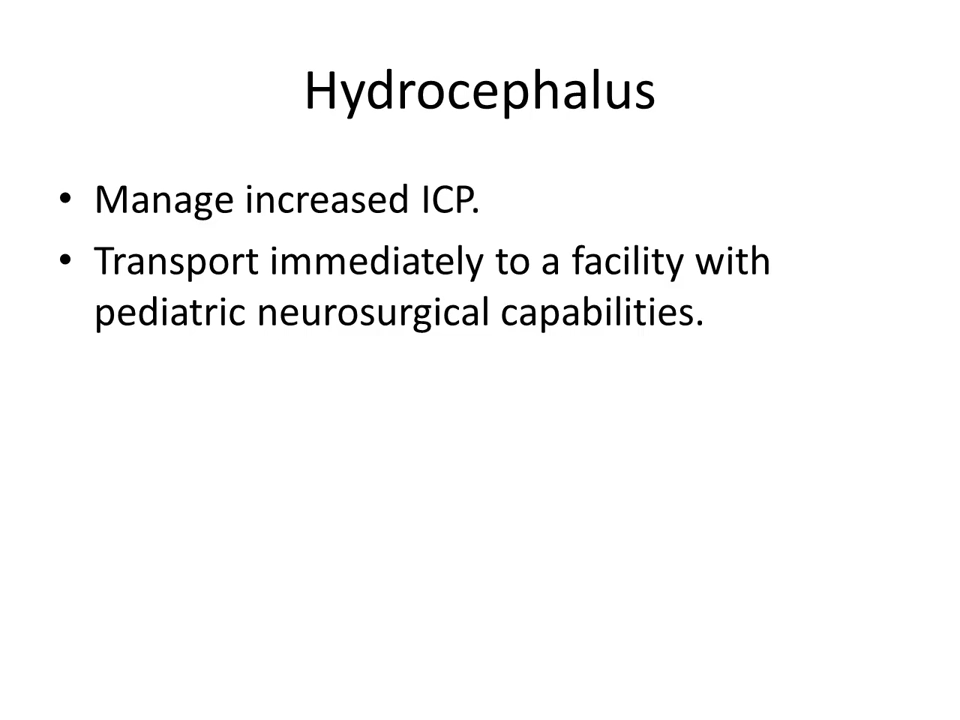 Hydrocephalus
• Manage increased ICP.
• Transport immediately to a facility with
pediatric neurosurgical capabilities.